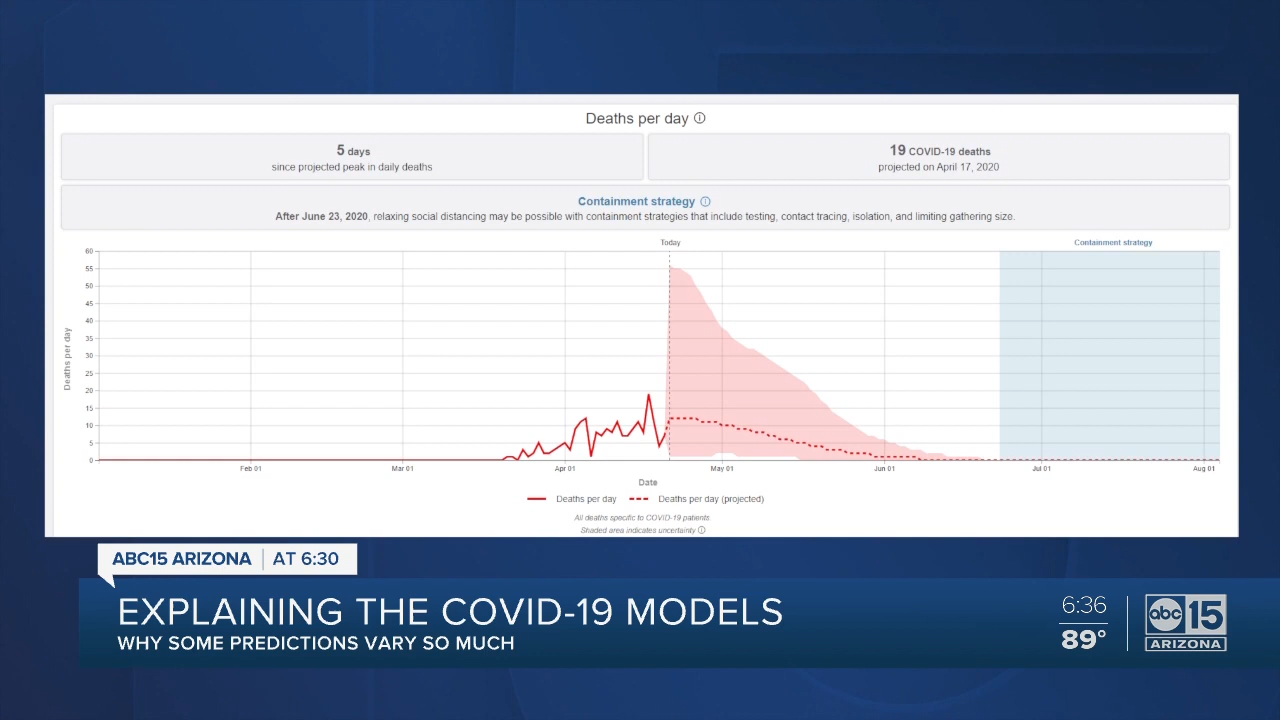 Deaths per day ⓘ
5 days
since projected peak in daily deaths
19 COVID-19 deaths
projected on April 17, 2020
Containment strategy ⓘ
After June 23, 2020, relaxing social distancing may be possible with containment strategies that include testing, contact tracing, isolation, and limiting gathering size.
Today
Containment strategy
60
55
50
45
40
35
30
25
20
15
10
5
0
Deaths per day
Feb 01
Mar 01
Apr 01
May 01
Jun 01
Jul 01
Aug 01
Date
Deaths per day
Deaths per day (projected)
All deaths specific to COVID-19 patients
Shaded area indicates uncertainty ⓘ
ABC15 ARIZONA | AT 6:30
EXPLAINING THE COVID-19 MODELS
WHY SOME PREDICTIONS VARY SO MUCH
6:36
89°
abc 15
ARIZONA